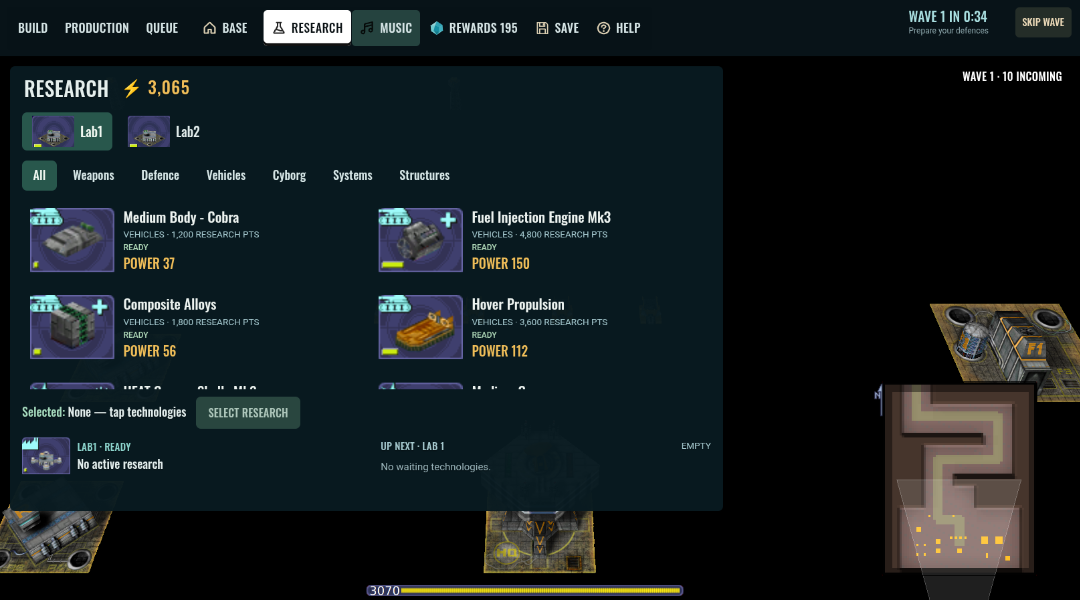 BUILD PRODUCTION QUEUE BASE RESEARCH MUSIC REWARDS 195 SAVE HELP
WAVE 1 IN 0:34
Prepare your defences
SKIP WAVE
WAVE 1 · 10 INCOMING
RESEARCH 3,065
Lab1 Lab2
All Weapons Defence Vehicles Cyborg Systems Structures
Medium Body - Cobra
VEHICLES · 1,200 RESEARCH PTS
READY
POWER 37
Fuel Injection Engine Mk3
VEHICLES · 4,800 RESEARCH PTS
READY
POWER 150
Composite Alloys
VEHICLES · 1,800 RESEARCH PTS
READY
POWER 56
Hover Propulsion
VEHICLES · 3,600 RESEARCH PTS
READY
POWER 112
Selected: None — tap technologies
SELECT RESEARCH
LAB1 · READY
No active research
UP NEXT · LAB 1
EMPTY
No waiting technologies.
F1
N
HQ
3070